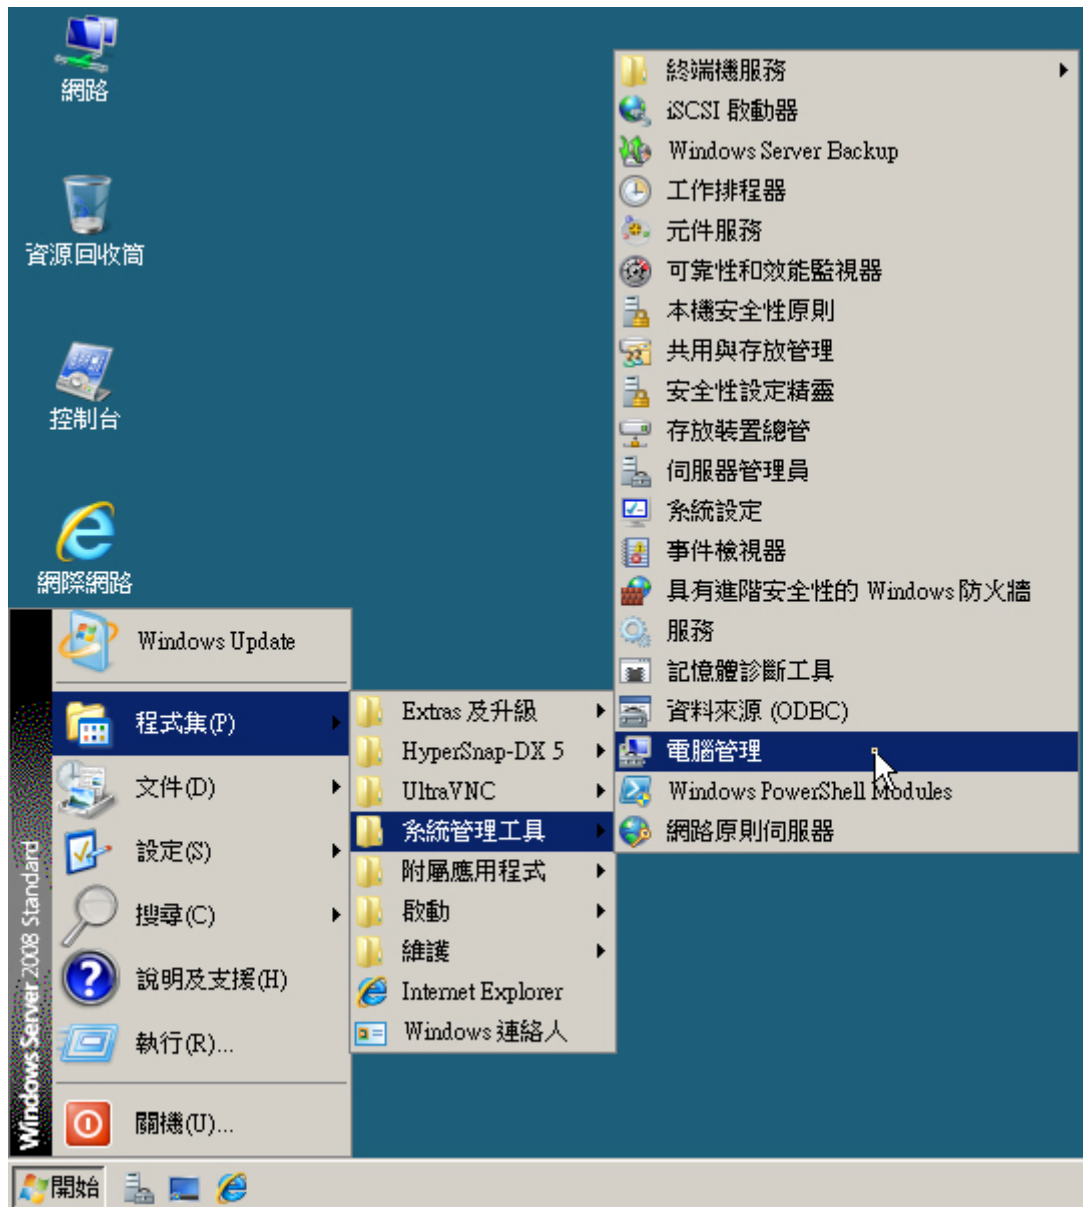 網路
資源回收筒
控制台
網際網路
終端機服務
iSCSI 啟動器
Windows Server Backup
工作排程器
元件服務
可靠性和效能監視器
本機安全性原則
共用與存放管理
安全性設定精靈
存放裝置總管
伺服器管理員
系統設定
事件檢視器
具有進階安全性的 Windows 防火牆
服務
記憶體診斷工具
資料來源 (ODBC)
電腦管理
Windows PowerShell Modules
網路原則伺服器
Windows Update
程式集(P)
文件(D)
設定(S)
搜尋(C)
說明及支援(H)
執行(R)...
關機(U)...
Windows Server 2008 Standard
Extras 及升級
HyperSnap-DX 5
UltraVNC
系統管理工具
附屬應用程式
啟動
維護
Internet Explorer
Windows 連絡人
開始